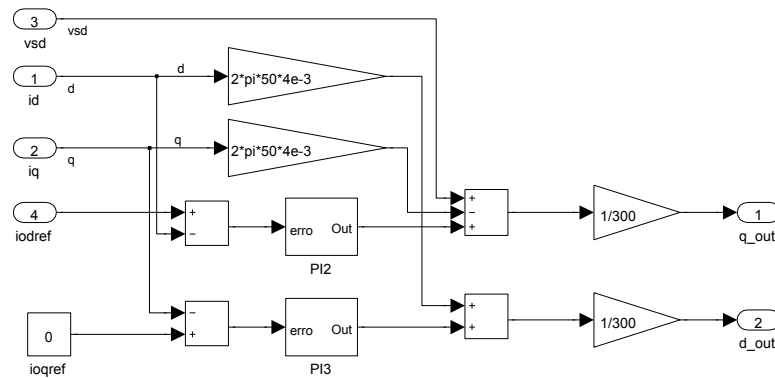 3
vsd
vsd
1
id
d
d
2*pi*50*4e-3
2
iq
q
q
2*pi*50*4e-3
4
iodref
+
−
erro
Out
PI2
+
−
+
1/300
1
q_out
0
ioqref
−
+
erro
Out
PI3
+
+
1/300
2
d_out